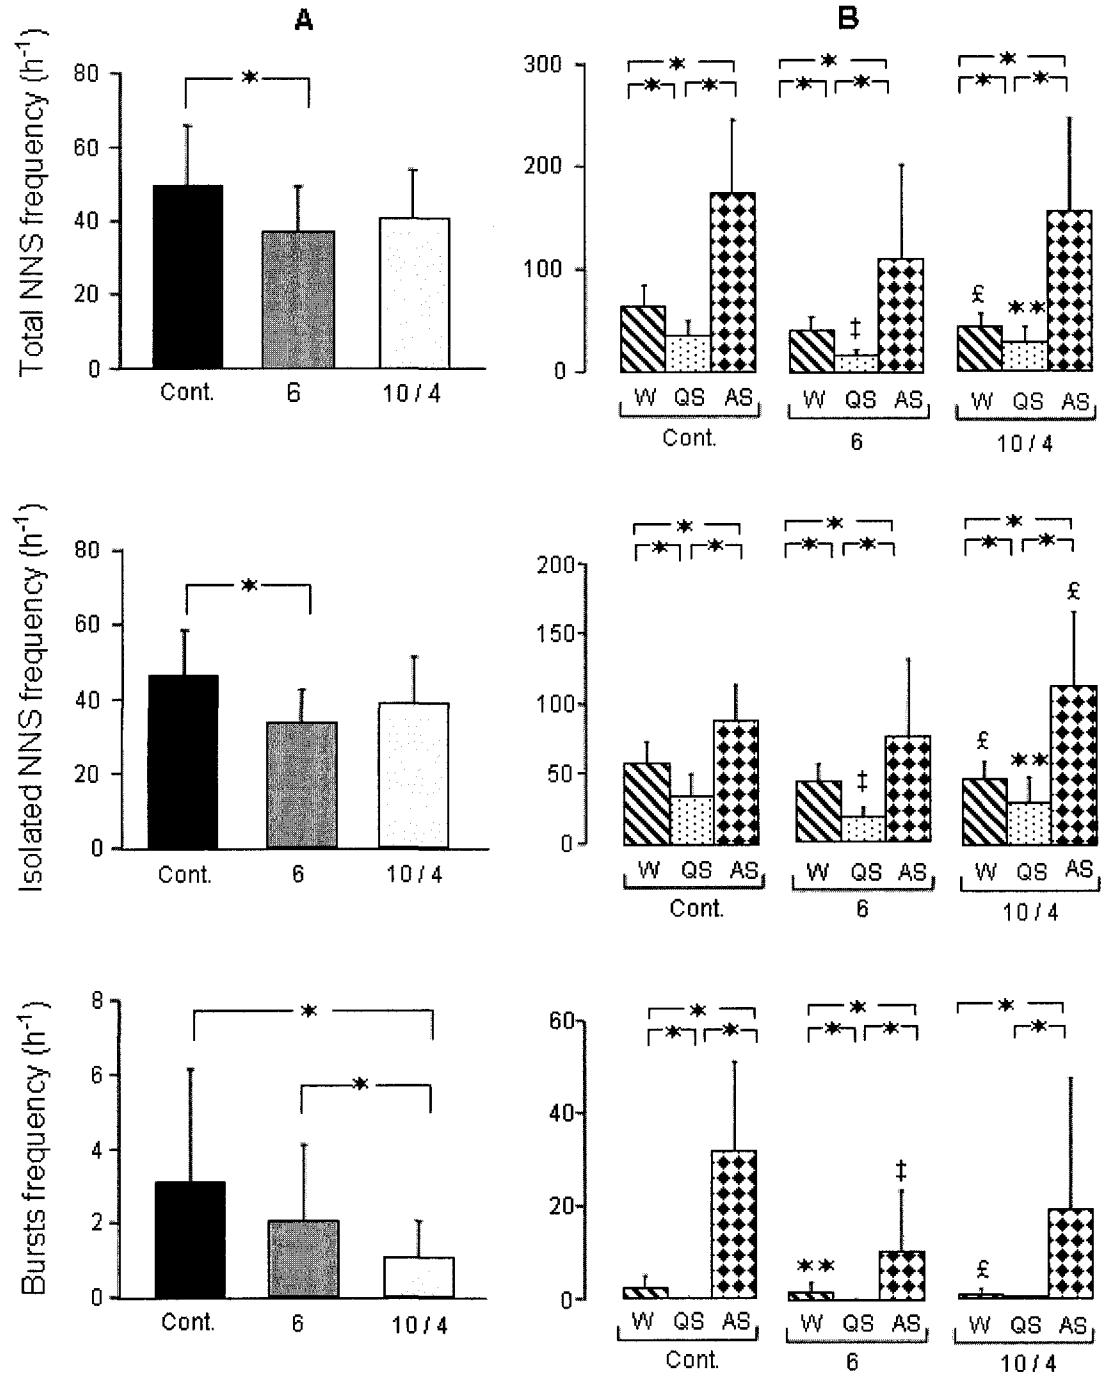 A
B
Total NNS frequency (h-1)
80
60
40
20
0
*
Cont. 6 10 / 4
300
200
100
0
* * *
* * * * * *
‡
£
**
W QS AS W QS AS W QS AS
Cont. 6 10 / 4
Isolated NNS frequency (h-1)
80
60
40
20
0
*
Cont. 6 10 / 4
200
150
100
50
0
* * *
* * * * * *
£
‡
£
**
W QS AS W QS AS W QS AS
Cont. 6 10 / 4
Bursts frequency (h-1)
8
6
4
2
0
*
*
Cont. 6 10 / 4
60
40
20
0
* * *
* * * * *
‡
**
£
W QS AS W QS AS W QS AS
Cont. 6 10 / 4